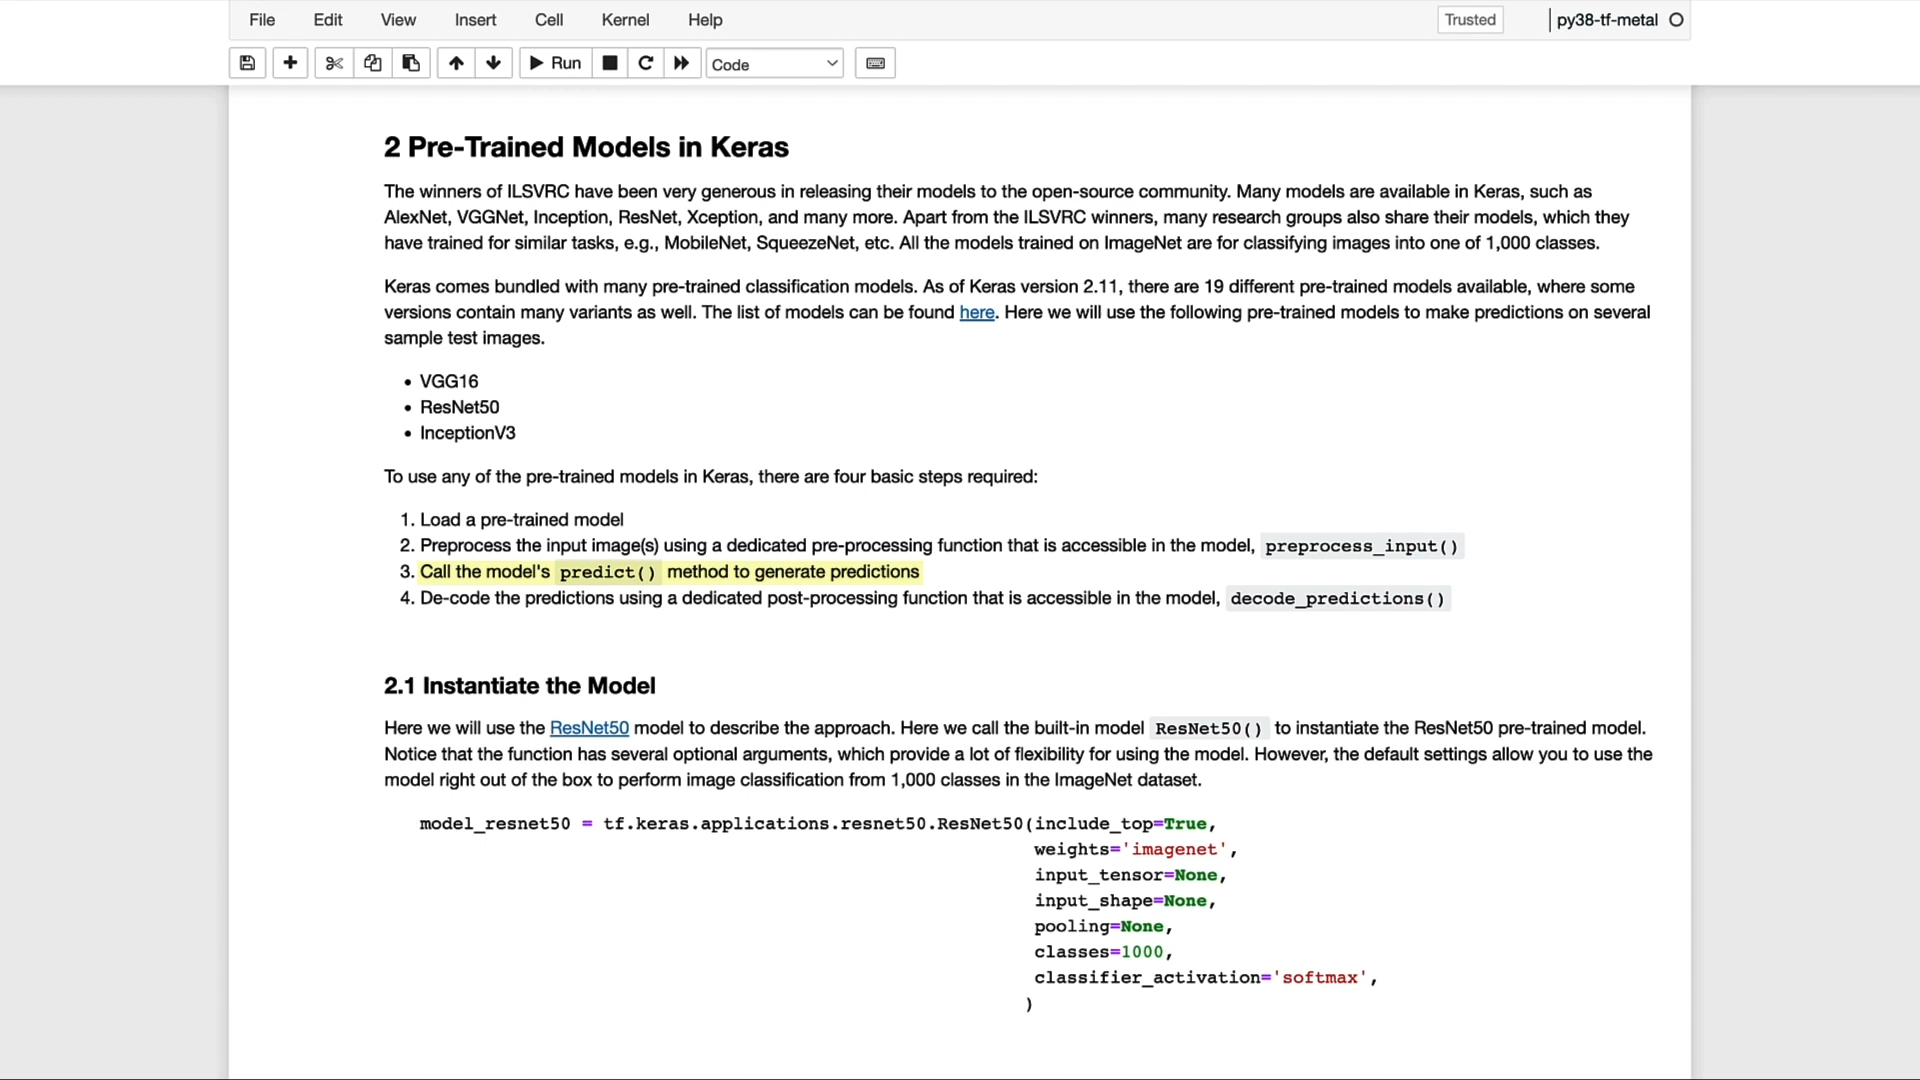 File Edit View Insert Cell Kernel Help Trusted py38-tf-metal
Run Code
2 Pre-Trained Models in Keras
The winners of ILSVRC have been very generous in releasing their models to the open-source community. Many models are available in Keras, such as
AlexNet, VGGNet, Inception, ResNet, Xception, and many more. Apart from the ILSVRC winners, many research groups also share their models, which they
have trained for similar tasks, e.g., MobileNet, SqueezeNet, etc. All the models trained on ImageNet are for classifying images into one of 1,000 classes.
Keras comes bundled with many pre-trained classification models. As of Keras version 2.11, there are 19 different pre-trained models available, where some
versions contain many variants as well. The list of models can be found here. Here we will use the following pre-trained models to make predictions on several
sample test images.
• VGG16
• ResNet50
• InceptionV3
To use any of the pre-trained models in Keras, there are four basic steps required:
1. Load a pre-trained model
2. Preprocess the input image(s) using a dedicated pre-processing function that is accessible in the model, preprocess_input()
3. Call the model's predict() method to generate predictions
4. De-code the predictions using a dedicated post-processing function that is accessible in the model, decode_predictions()
2.1 Instantiate the Model
Here we will use the ResNet50 model to describe the approach. Here we call the built-in model ResNet50() to instantiate the ResNet50 pre-trained model.
Notice that the function has several optional arguments, which provide a lot of flexibility for using the model. However, the default settings allow you to use the
model right out of the box to perform image classification from 1,000 classes in the ImageNet dataset.
model_resnet50 = tf.keras.applications.resnet50.ResNet50(include_top=True,
weights='imagenet',
input_tensor=None,
input_shape=None,
pooling=None,
classes=1000,
classifier_activation='softmax',
)